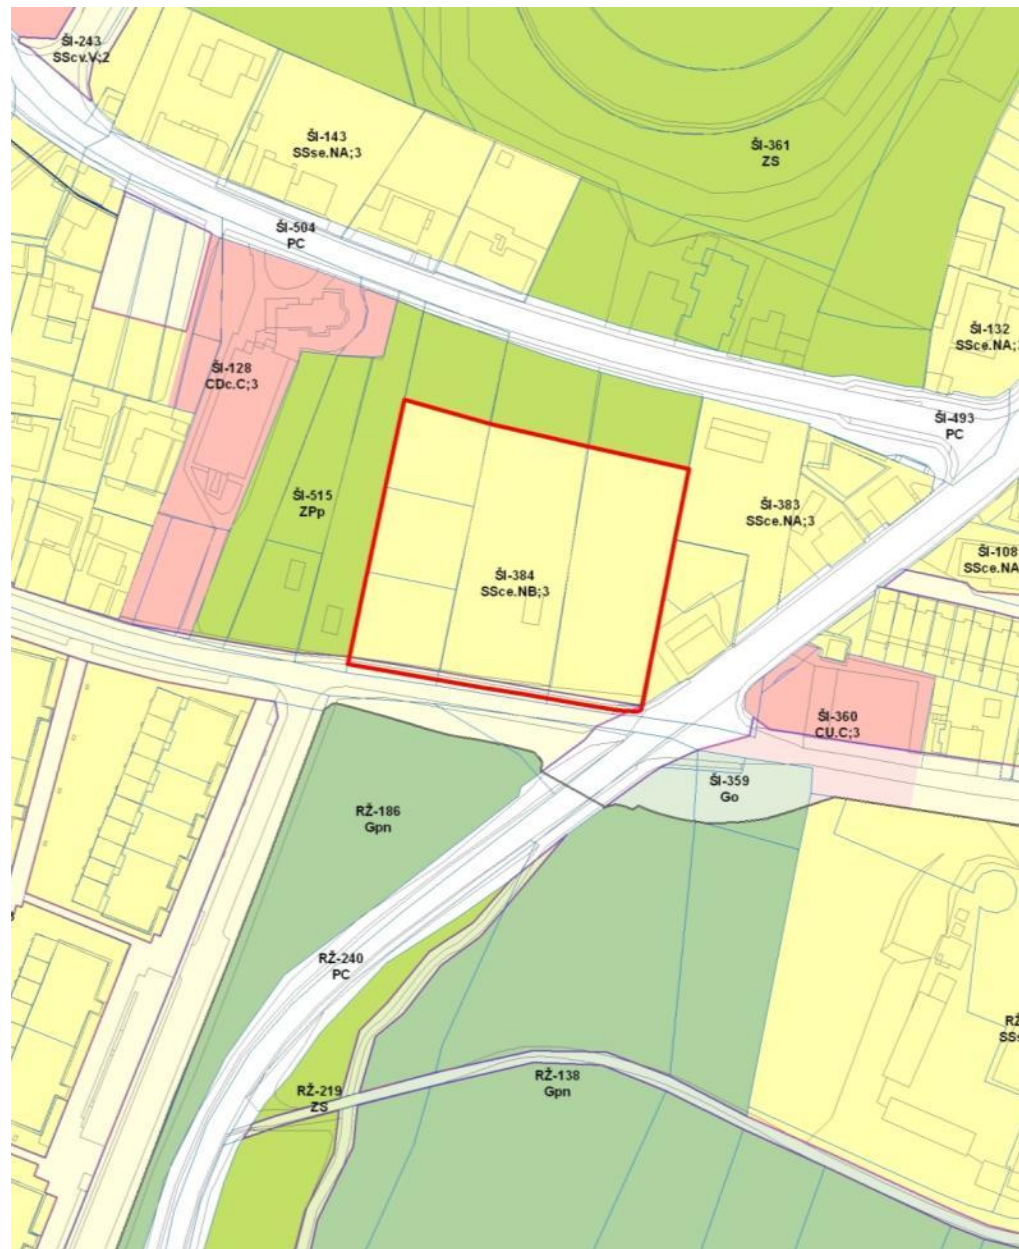 ŠI-243
SScv.V;2
ŠI-143
SSse.NA;3
ŠI-361
ZS
ŠI-504
PC
ŠI-132
SSce.NA;
ŠI-128
CDc.C;3
ŠI-493
PC
ŠI-515
ZPp
ŠI-383
SSce.NA;3
ŠI-384
SSce.NB;3
ŠI-108
SSce.NA
ŠI-360
CU.C;3
ŠI-359
Go
RŽ-186
Gpn
RŽ-240
PC
RŽ
SSs
RŽ-138
Gpn
RŽ-219
ZS